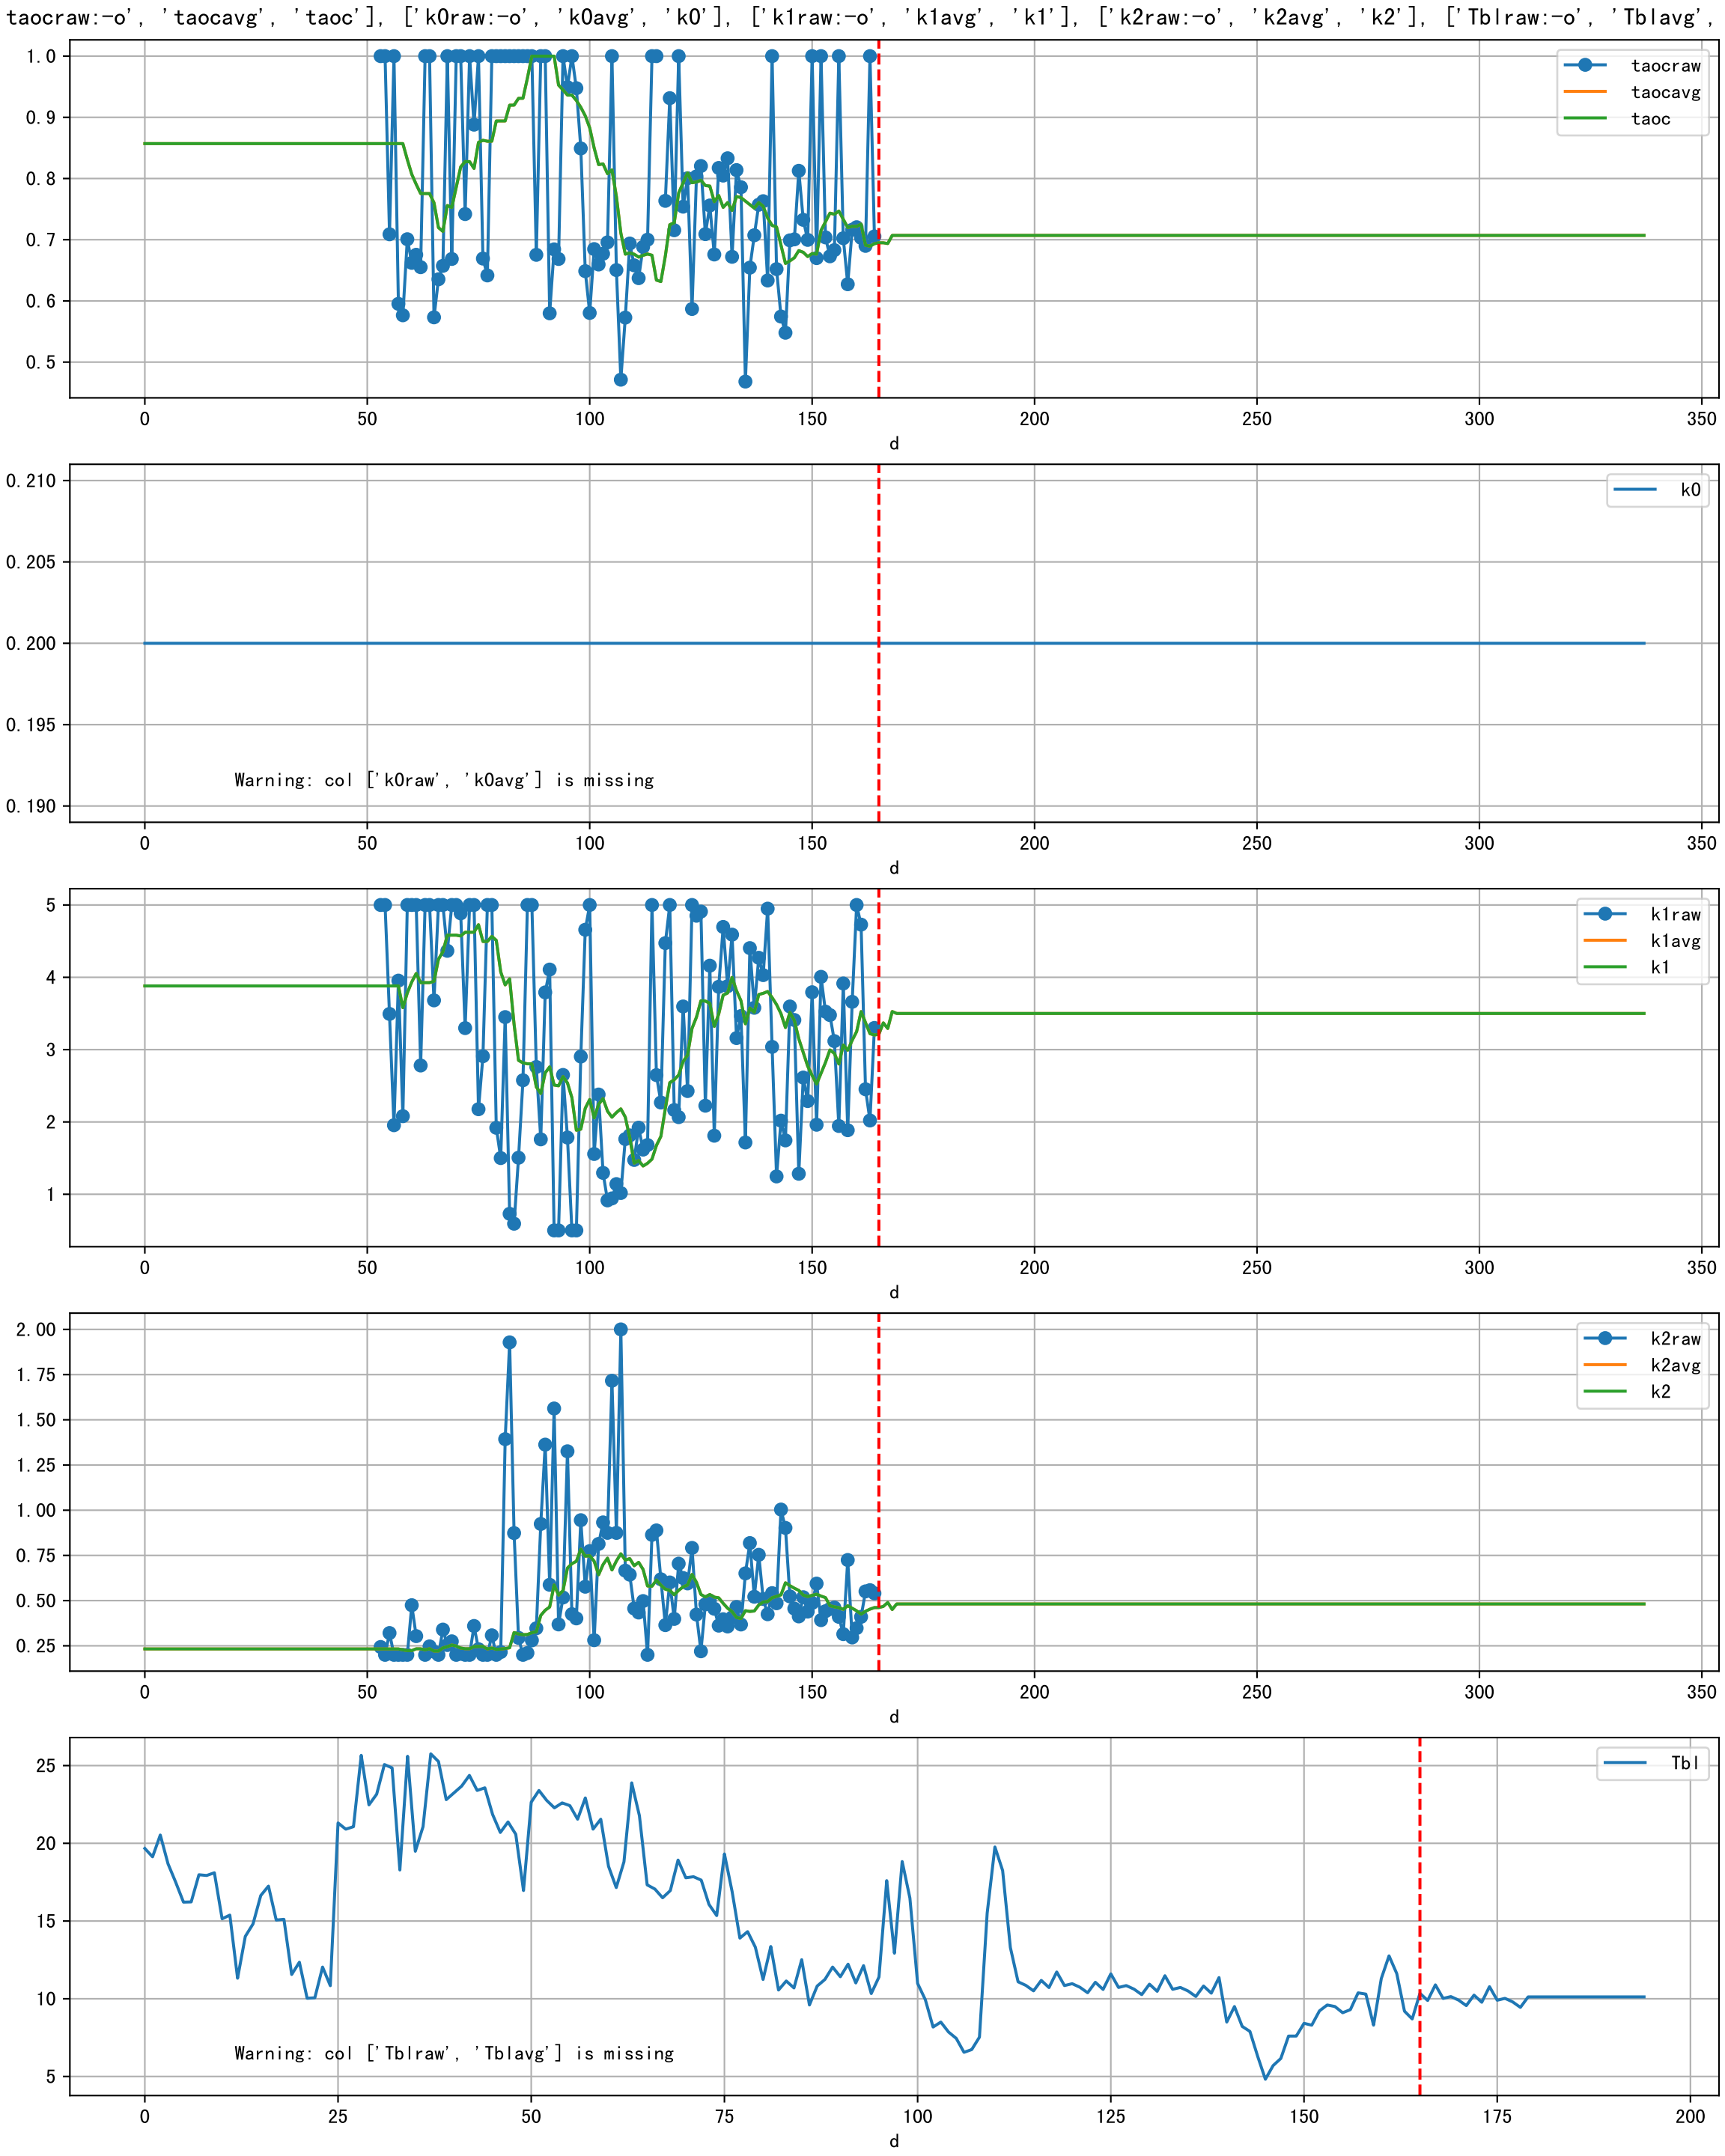 taocraw:-o', 'taocavg', 'taoc'], ['k0raw:-o', 'k0avg', 'k0'], ['k1raw:-o', 'k1avg', 'k1'], ['k2raw:-o', 'k2avg', 'k2'], ['Tblraw:-o', 'Tblavg',
1.0
0.9
0.8
0.7
0.6
0.5
taocraw
taocavg
taoc
0 50 100 150 200 250 300 350
d
0.210
0.205
0.200
0.195
0.190
k0
Warning: col ['k0raw', 'k0avg'] is missing
0 50 100 150 200 250 300 350
d
5
4
3
2
1
k1raw
k1avg
k1
0 50 100 150 200 250 300 350
d
2.00
1.75
1.50
1.25
1.00
0.75
0.50
0.25
k2raw
k2avg
k2
0 50 100 150 200 250 300 350
d
25
20
15
10
5
Tbl
Warning: col ['Tblraw', 'Tblavg'] is missing
0 25 50 75 100 125 150 175 200
d